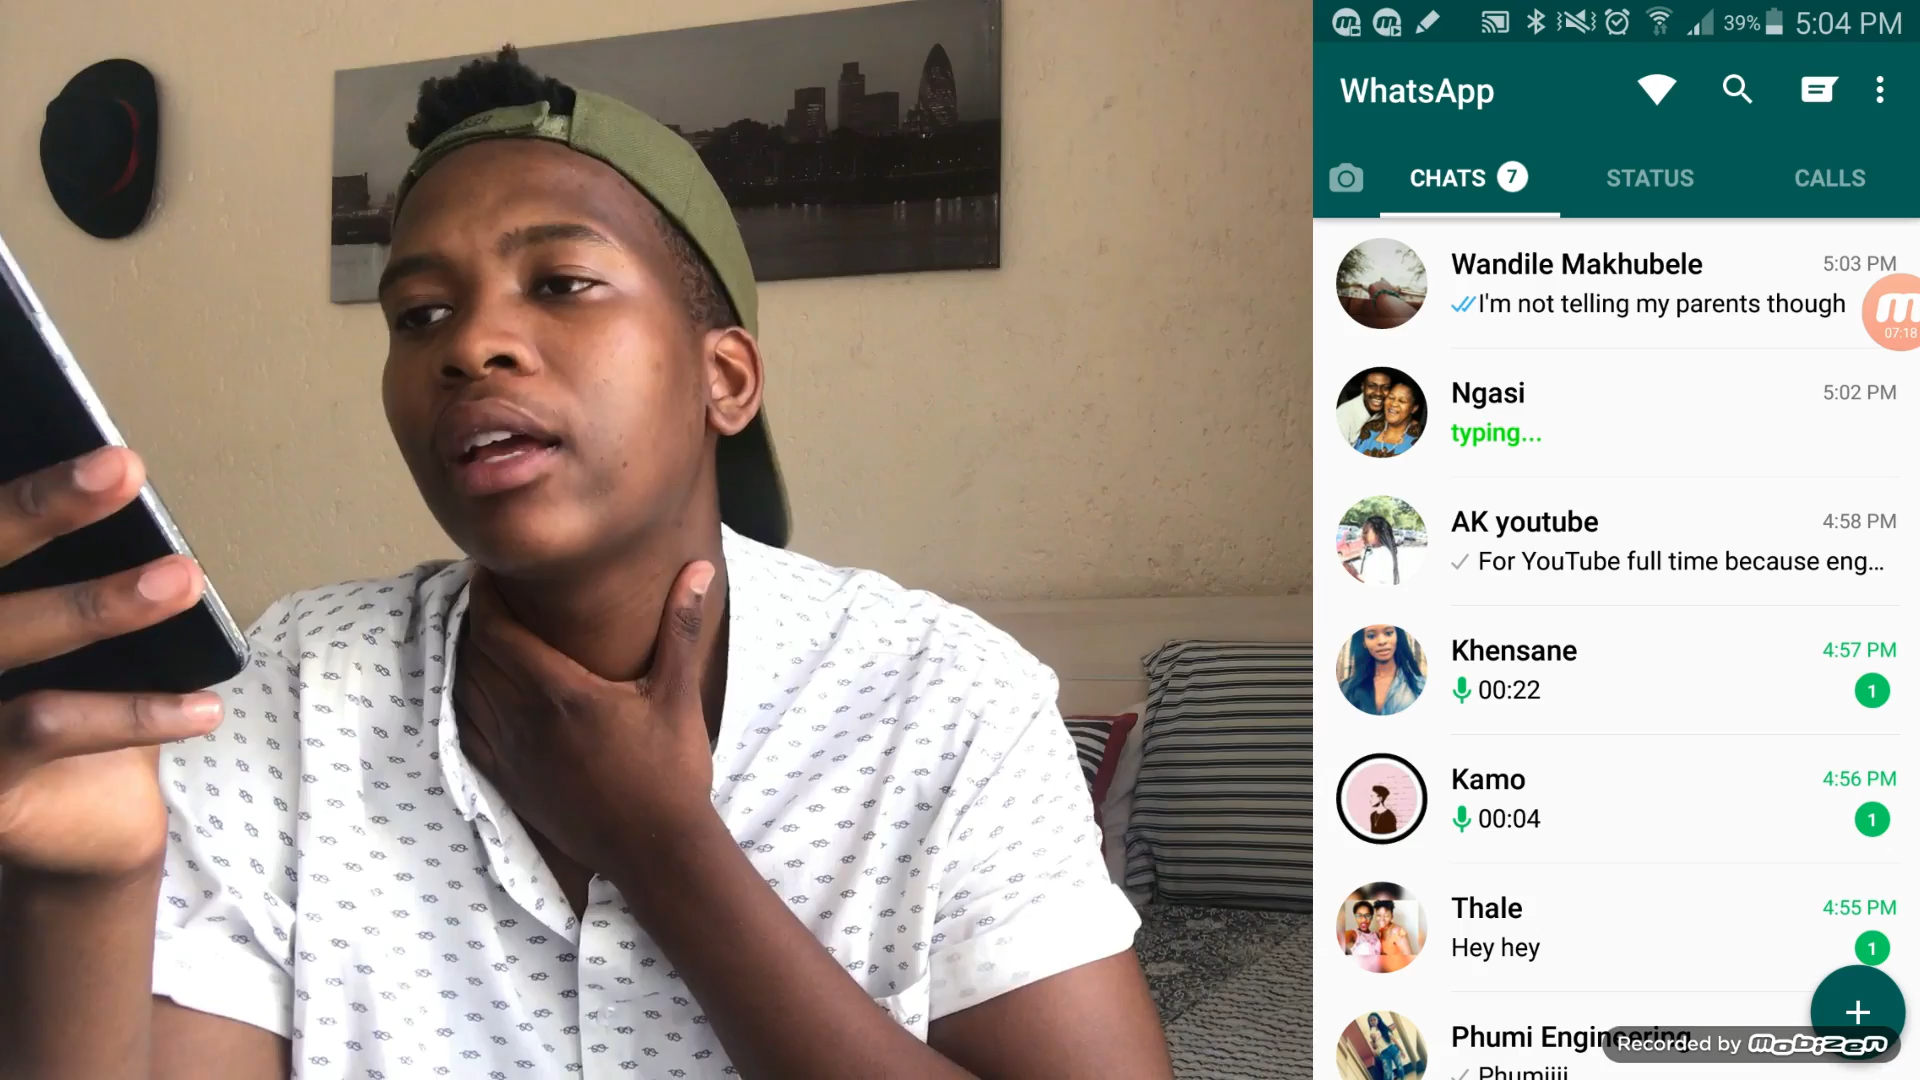 39% 5:04 PM
WhatsApp
CHATS 7 STATUS CALLS
Wandile Makhubele 5:03 PM
I'm not telling my parents though
07:18
Ngasi 5:02 PM
typing...
AK youtube 4:58 PM
For YouTube full time because eng...
Khensane 4:57 PM
00:22 1
Kamo 4:56 PM
00:04 1
Thale 4:55 PM
Hey hey 1
Phumi Engineering
Recorded by mobizen
Phumiiii